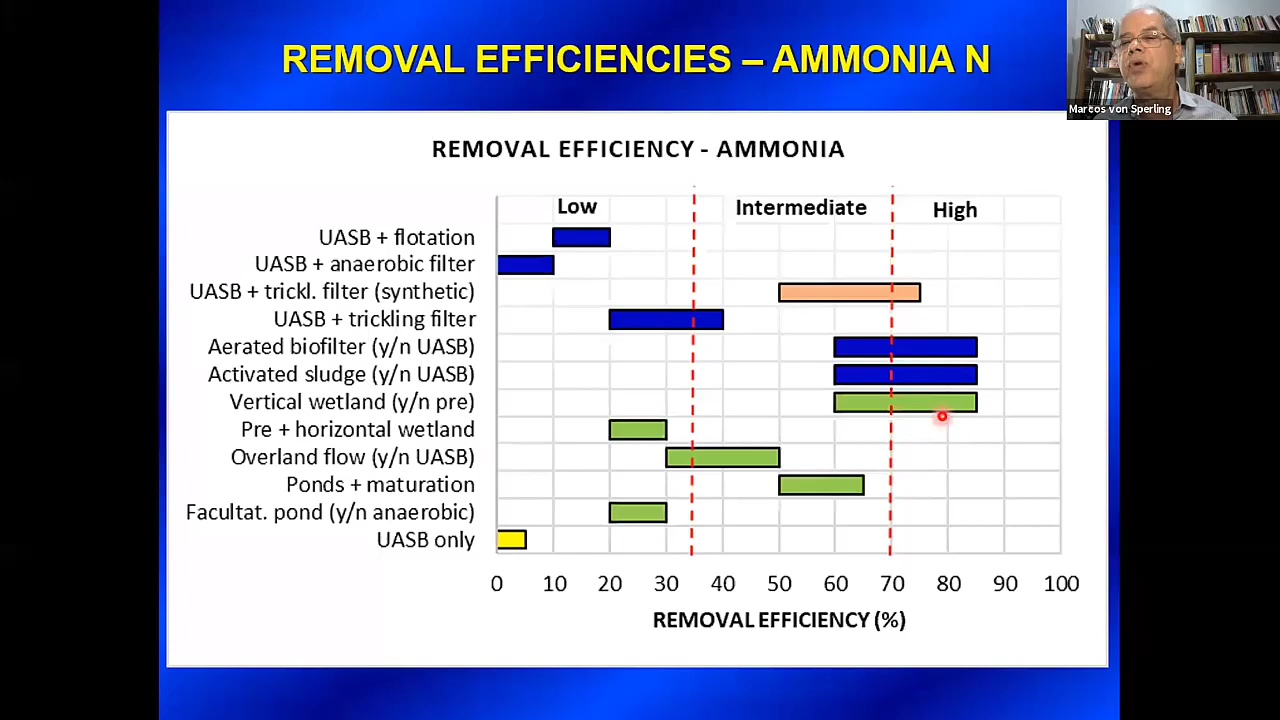 REMOVAL EFFICIENCIES – AMMONIA N
Marcos von Sperling
REMOVAL EFFICIENCY - AMMONIA
Low Intermediate High
UASB + flotation
UASB + anaerobic filter
UASB + trickl. filter (synthetic)
UASB + trickling filter
Aerated biofilter (y/n UASB)
Activated sludge (y/n UASB)
Vertical wetland (y/n pre)
Pre + horizontal wetland
Overland flow (y/n UASB)
Ponds + maturation
Facultat. pond (y/n anaerobic)
UASB only
0 10 20 30 40 50 60 70 80 90 100
REMOVAL EFFICIENCY (%)